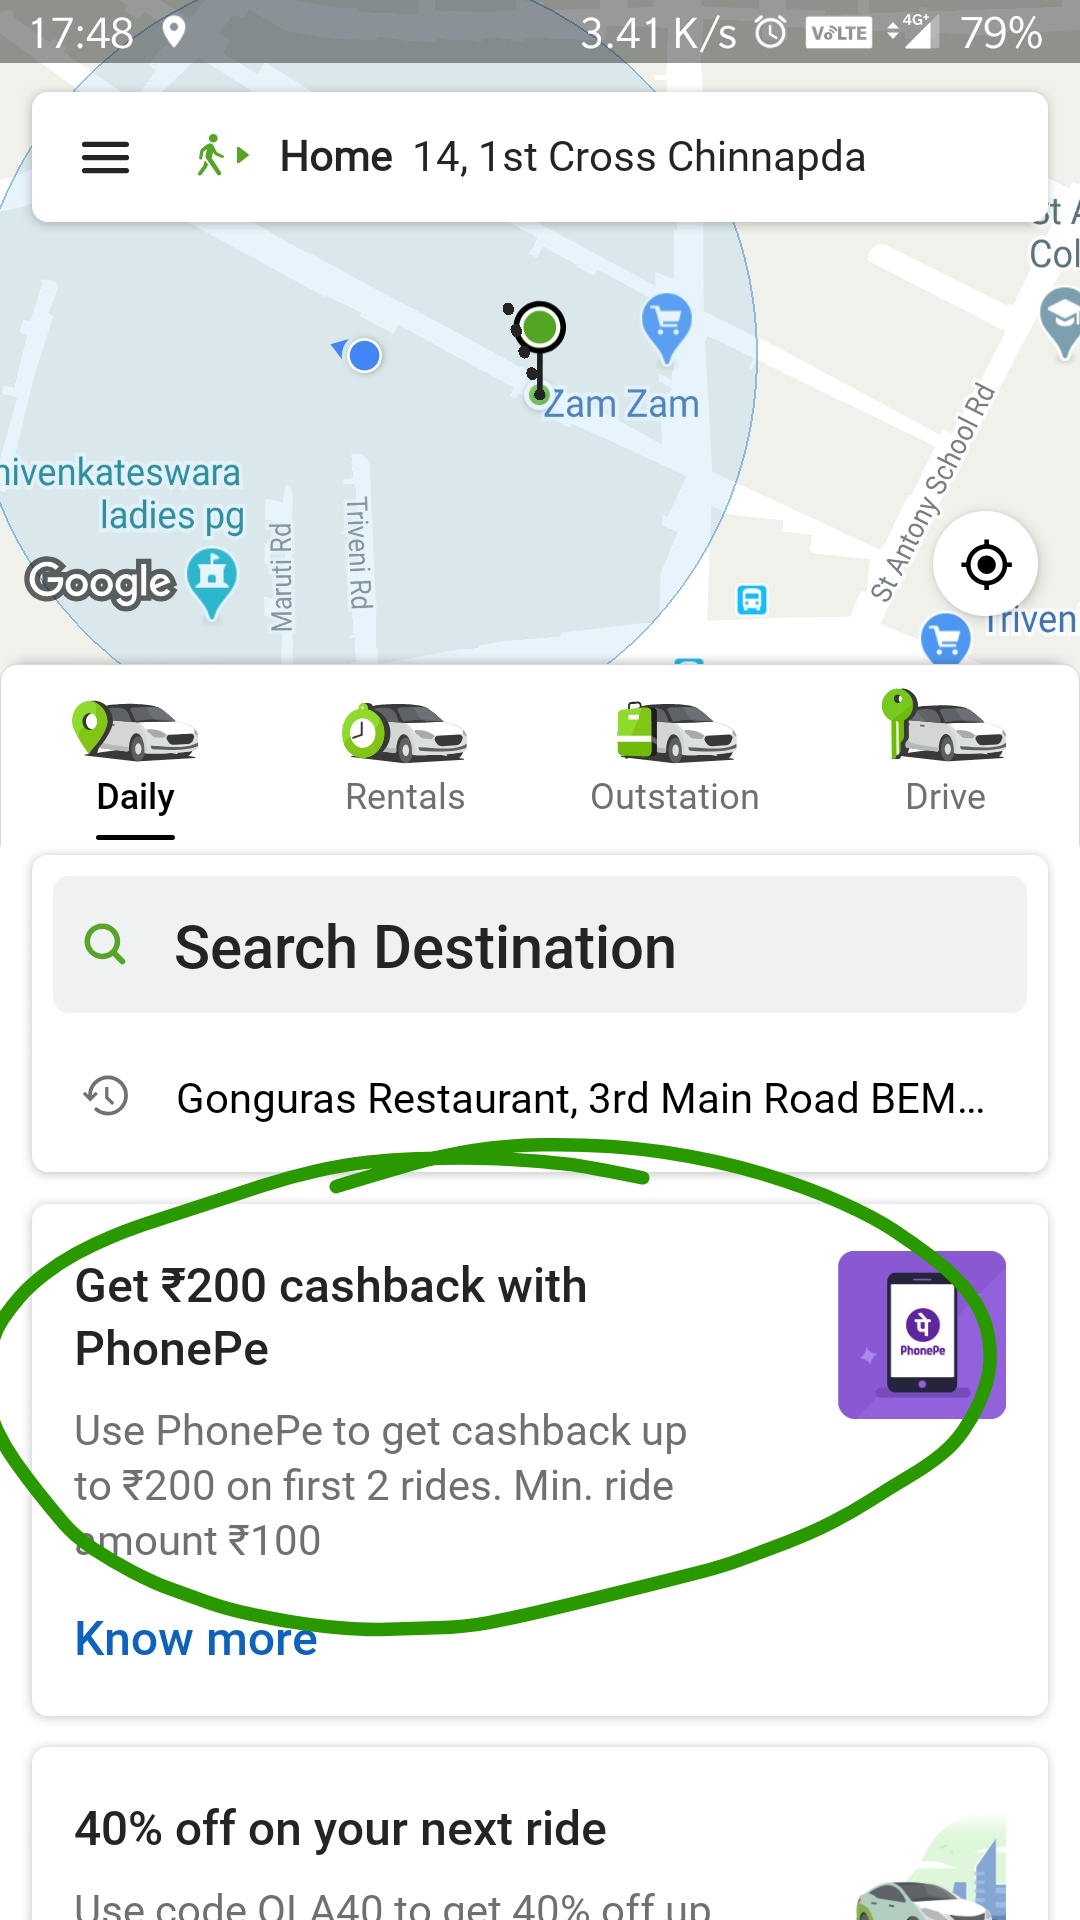 17:48 3.41 K/s VoLTE 4G+ 79%
Home 14, 1st Cross Chinnapda
St A
Col
Zam Zam
St Antony School Rd
nivenkateswara
ladies pg
Maruti Rd
Triveni Rd
Google
Triven
Daily Rentals Outstation Drive
Search Destination
Gonguras Restaurant, 3rd Main Road BEM...
Get ₹200 cashback with
PhonePe
पे
PhonePe
Use PhonePe to get cashback up
to ₹200 on first 2 rides. Min. ride
amount ₹100
Know more
40% off on your next ride
Use code OLA40 to get 40% off up